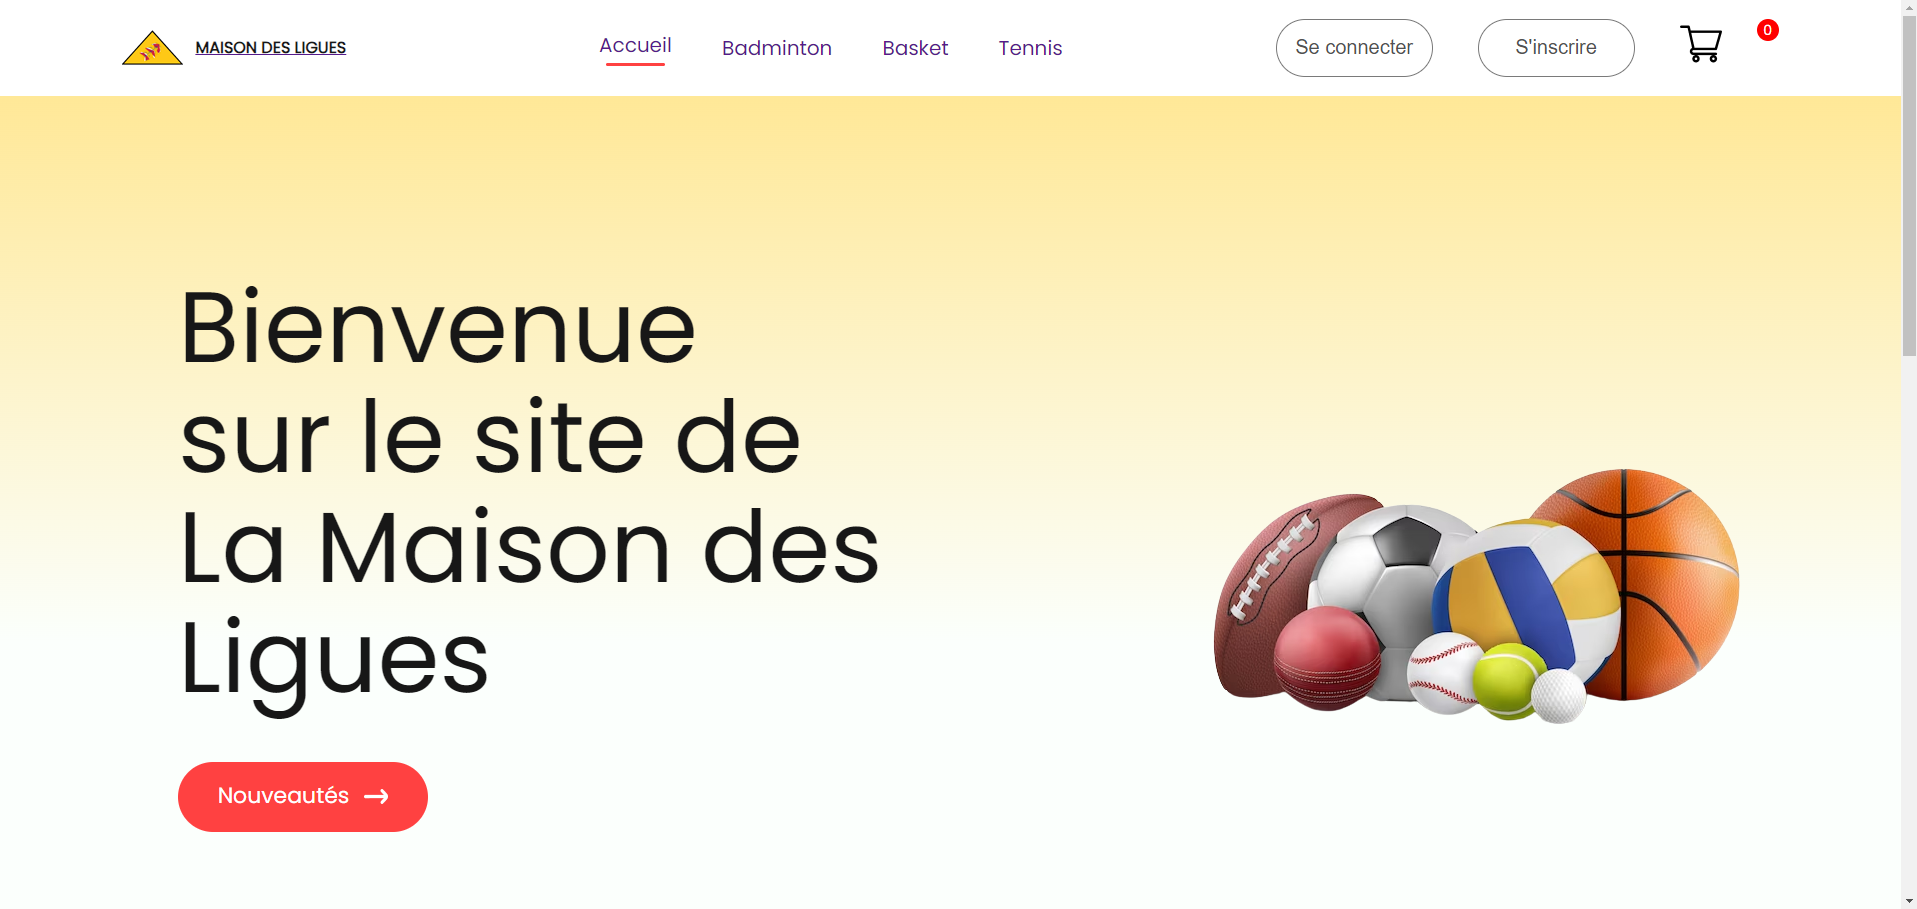 MAISON DES LIGUES
Accueil
Badminton
Basket
Tennis
Se connecter
S'inscrire
0
Bienvenue
sur le site de
La Maison des
Ligues
Nouveautés